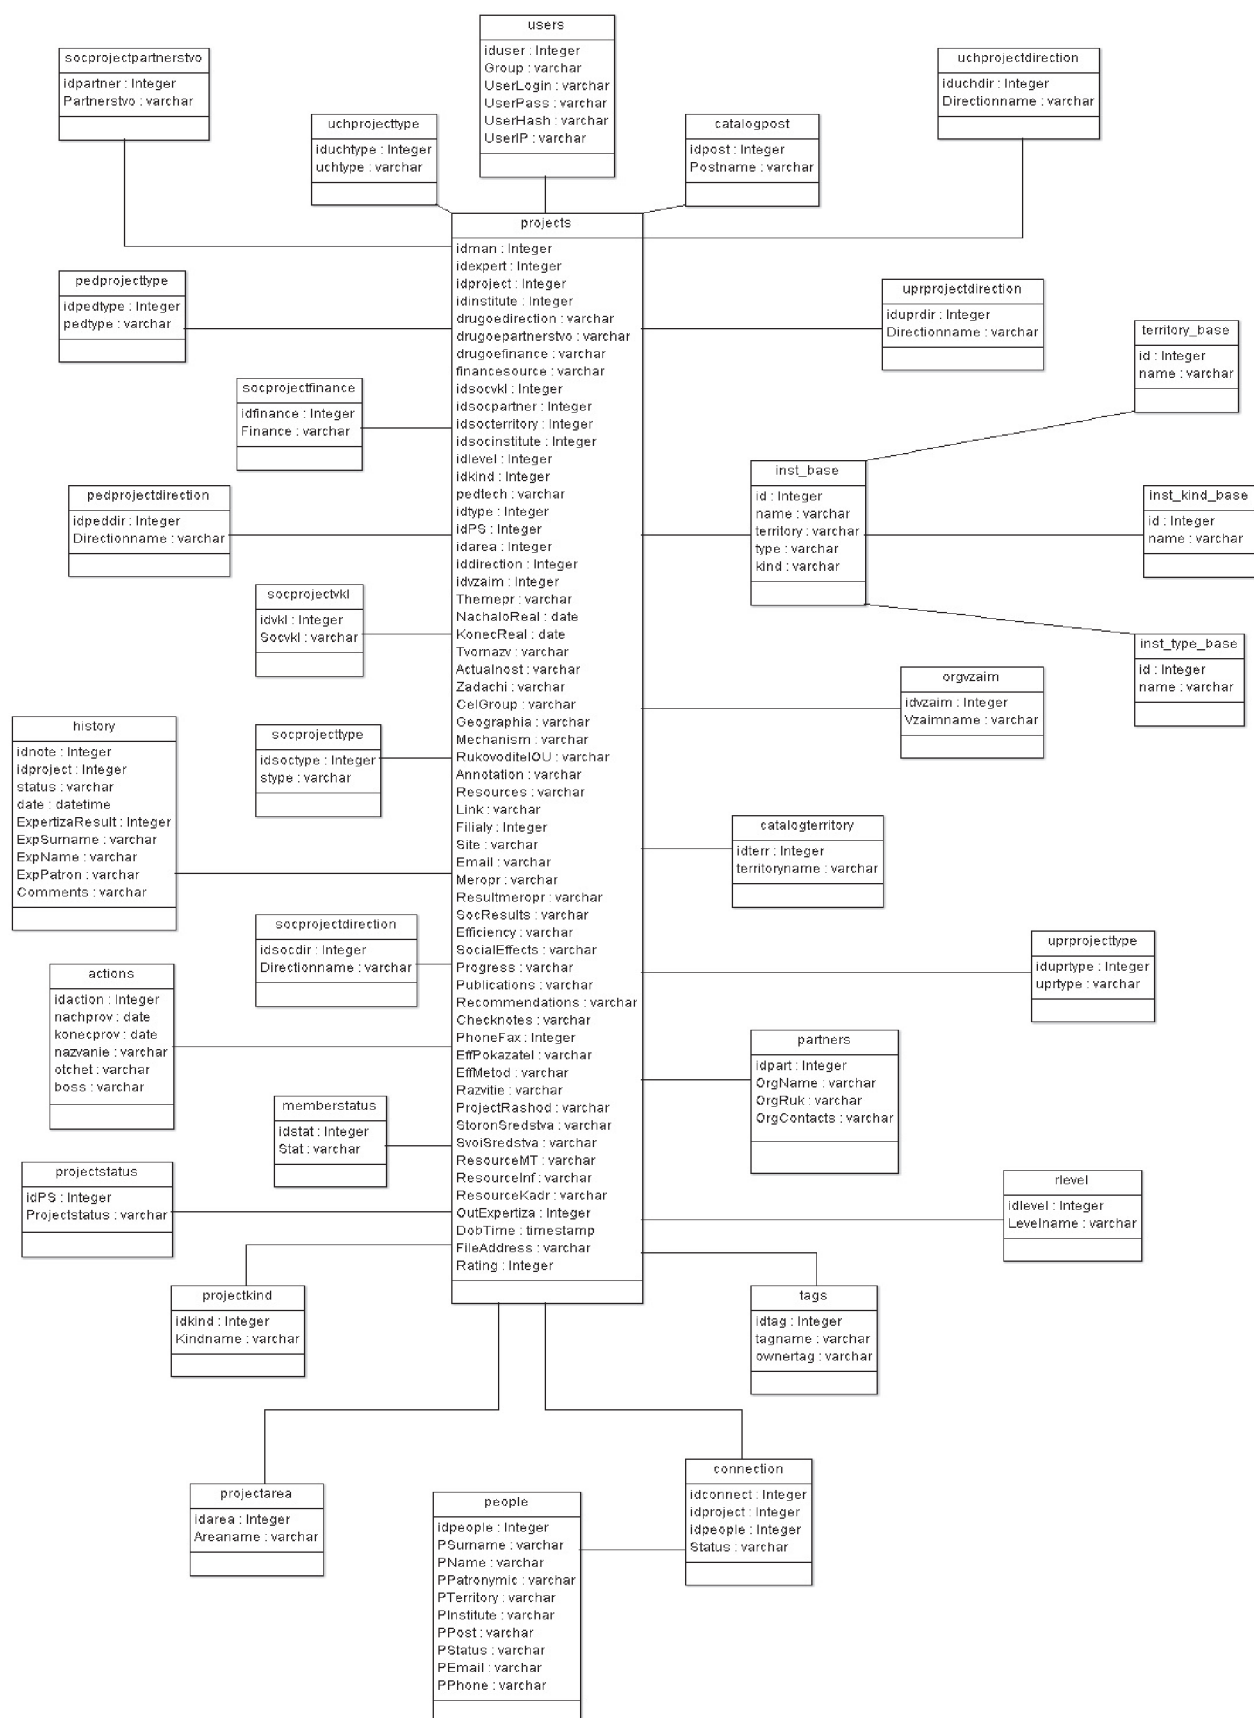 users
iduser : Integer
Group : varchar
UserLogin : varchar
UserPass : varchar
UserHash : varchar
UserIP : varchar
socprojectpartnerstvo
idpartner : Integer
Partnerstvo : varchar
uchprojectdirection
iduchdir : Integer
Directionname : varchar
uchprojecttype
iduchtype : Integer
uchtype : varchar
catalogpost
idpost : Integer
Postname : varchar
projects
idman : Integer
idexpert : Integer
idproject : Integer
idinstitute : Integer
drugoedirection : varchar
drugoepartnerstvo : varchar
drugoefinance : varchar
financesource : varchar
idsocvkl : Integer
idsocpartner : Integer
idsocterritory : Integer
idsocinstitute : Integer
idlevel : Integer
idkind : Integer
pedtech : varchar
idtype : Integer
idPS : Integer
idarea : Integer
iddirection : Integer
idvzaim : Integer
Themepr : varchar
NachaloReal : date
KonecReal : date
Tvornazv : varchar
Actualnost : varchar
Zadachi : varchar
CelGroup : varchar
Geographia : varchar
Mechanism : varchar
RukovoditelOU : varchar
Annotation : varchar
Resources : varchar
Link : varchar
Filialy : Integer
Site : varchar
Email : varchar
Meropr : varchar
Resultmeropr : varchar
SocResults : varchar
Efficiency : varchar
SocialEffects : varchar
Progress : varchar
Publications : varchar
Recommendations : varchar
Checknotes : varchar
PhoneFax : Integer
EffPokazatel : varchar
EffMetod : varchar
Razvitie : varchar
ProjectRashod : varchar
StoronSredstva : varchar
SvoiSredstva : varchar
ResourceMT : varchar
ResourceInf : varchar
ResourceKadr : varchar
OutExpertiza : Integer
DobTime : timestamp
FileAddress : varchar
Rating : Integer
pedprojecttype
idpedtype : Integer
pedtype : varchar
uprprojectdirection
iduprdir : Integer
Directionname : varchar
territory_base
id : Integer
name : varchar
socprojectfinance
idfinance : Integer
Finance : varchar
inst_base
id : Integer
name : varchar
territory : varchar
type : varchar
kind : varchar
pedprojectdirection
idpeddir : Integer
Directionname : varchar
inst_kind_base
id : Integer
name : varchar
socprojectvkl
idvkl : Integer
Socvkl : varchar
inst_type_base
id : Integer
name : varchar
orgvzaim
idvzaim : Integer
Vzaimname : varchar
history
idnote : Integer
idproject : Integer
status : varchar
date : datetime
ExpertizaResult : Integer
ExpSurname : varchar
ExpName : varchar
ExpPatron : varchar
Comments : varchar
socprojecttype
idsoctype : Integer
stype : varchar
catalogterritory
idterr : Integer
territoryname : varchar
socprojectdirection
idsocdir : Integer
Directionname : varchar
uprprojecttype
iduprtype : Integer
uprtype : varchar
actions
idaction : Integer
nachprov : date
konecprov : date
nazvanie : varchar
otchet : varchar
boss : varchar
partners
idpart : Integer
OrgName : varchar
OrgRuk : varchar
OrgContacts : varchar
memberstatus
idstat : Integer
Stat : varchar
projectstatus
idPS : Integer
Projectstatus : varchar
rlevel
idlevel : Integer
Levelname : varchar
projectkind
idkind : Integer
Kindname : varchar
tags
idtag : Integer
tagname : varchar
ownertag : varchar
projectarea
idarea : Integer
Areaname : varchar
people
idpeople : Integer
PSurname : varchar
PName : varchar
PPatronymic : varchar
PTerritory : varchar
PInstitute : varchar
PPost : varchar
PStatus : varchar
PEmail : varchar
PPhone : varchar
connection
idconnect : Integer
idproject : Integer
idpeople : Integer
Status : varchar